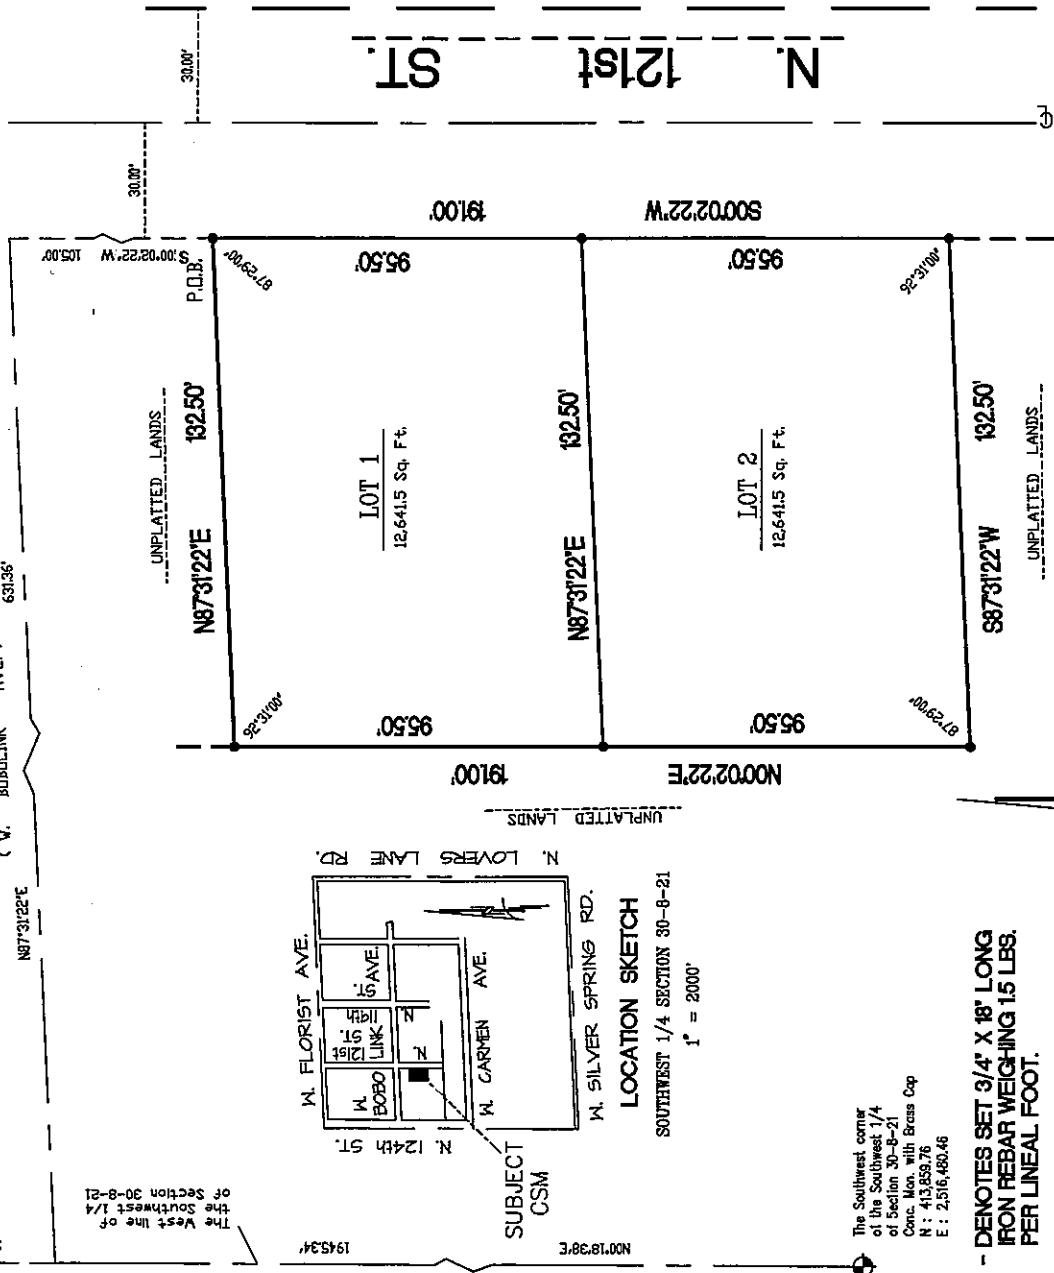 30.00'
N. 121st ST.
30.00'
S 00°02'22" W 105.00'
P.O.B.
191.00' S00°02'22"W
87°29'00"
95.50'
95.50'
92°31'00"
UNPLATTED LANDS
N87°31'22"E 132.50'
LOT 1
12,641.5 Sq. Ft.
N87°31'22"E 132.50'
LOT 2
12,641.5 Sq. Ft.
S87°31'22"W 132.50'
UNPLATTED LANDS
92°31'00"
95.50'
95.50'
87°29'00"
191.00' N00°02'22"E
UNPLATTED LANDS
631.36'
( W. BOBOLINK
N87°31'22"E
N. LOVERS LANE RD.
W. FLORIST AVE.
W. BOBO LINK AVE.
N. 121st ST.
N. 119th ST.
W. CARMEN AVE.
N. 124th ST.
W. SILVER SPRING RD.
SUBJECT
CSM
LOCATION SKETCH
SOUTHWEST 1/4 SECTION 30-8-21
1" = 2000'
The West line of
the Southwest 1/4
of Section 30-8-21
1945.34'
N00°18'38"E
The Southwest corner
of the Southwest 1/4
of Section 30-8-21
Conc. Mon. with Brass Cap
N : 413,859.76
E : 2,516,480.46
- DENOTES SET 3/4" X 18" LONG
IRON REBAR WEIGHING 1.5 LBS.
PER LINEAL FOOT.